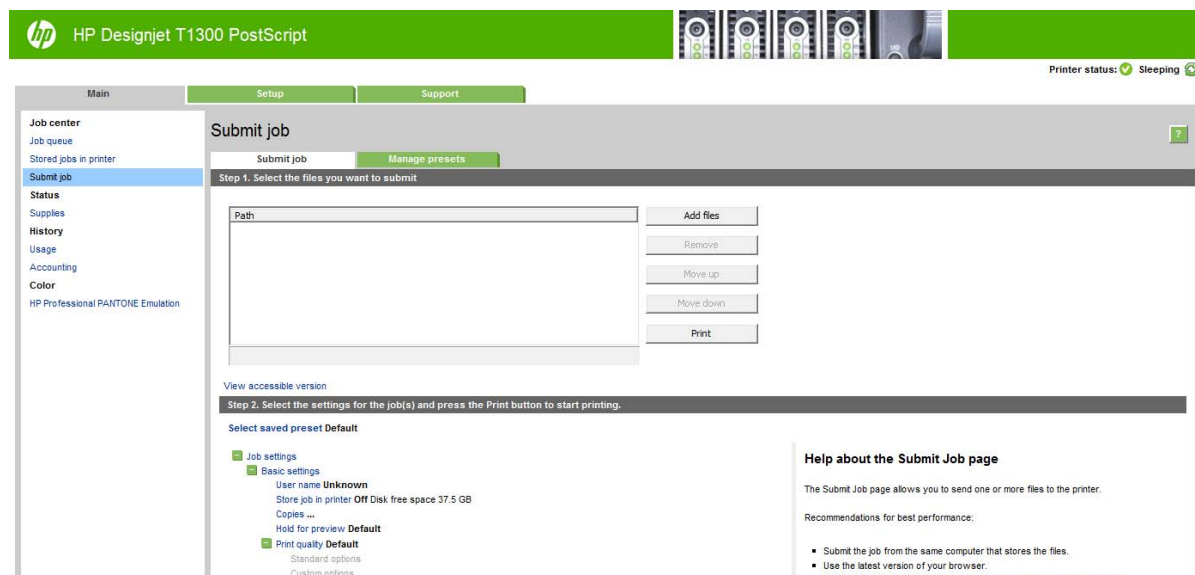 hp HP Designjet T1300 PostScript
Printer status: Sleeping
Main Setup Support
Job center
Job queue
Stored jobs in printer
Submit job
Status
Supplies
History
Usage
Accounting
Color
HP Professional PANTONE Emulation
Submit job
?
Submit job Manage presets
Step 1. Select the files you want to submit
Path
Add files
Remove
Move up
Move down
Print
View accessible version
Step 2. Select the settings for the job(s) and press the Print button to start printing.
Select saved preset Default
Job settings
Basic settings
User name Unknown
Store job in printer Off Disk free space 37.5 GB
Copies ...
Hold for preview Default
Print quality Default
Standard options
Custom options
Help about the Submit Job page
The Submit Job page allows you to send one or more files to the printer.
Recommendations for best performance:
▪ Submit the job from the same computer that stores the files.
▪ Use the latest version of your browser.